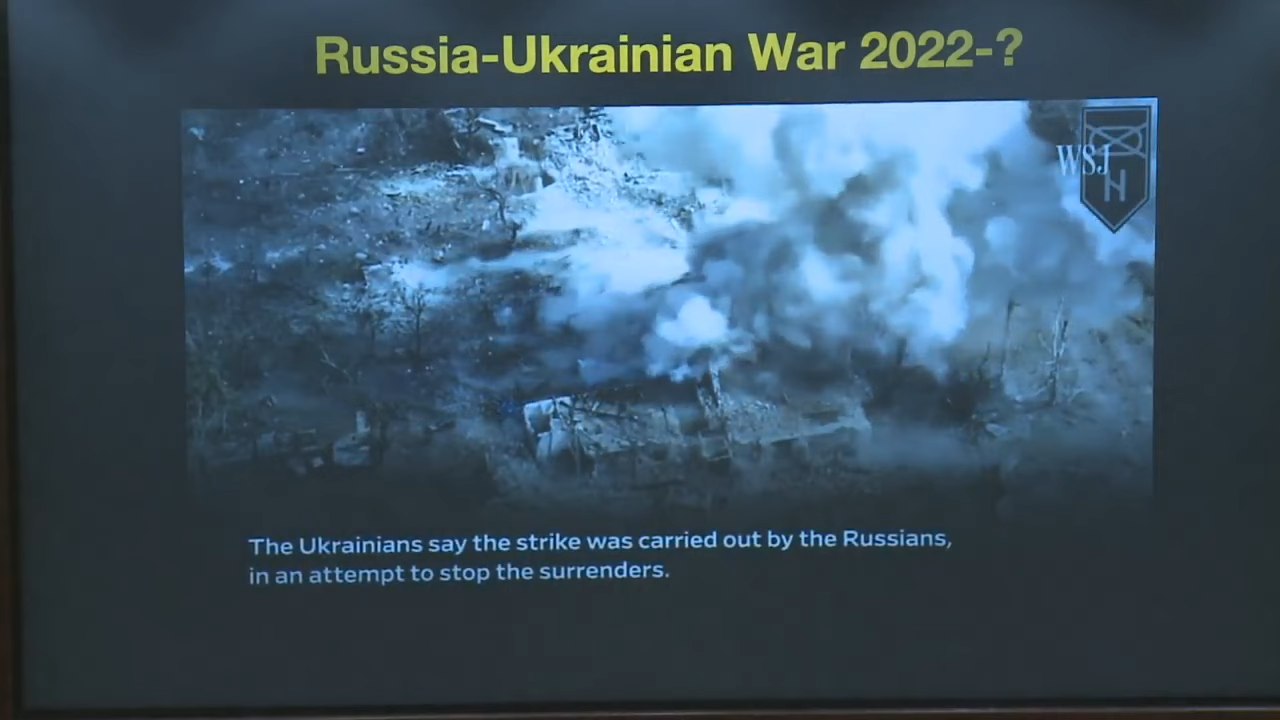 Russia-Ukrainian War 2022-?
WSJ
The Ukrainians say the strike was carried out by the Russians,
in an attempt to stop the surrenders.